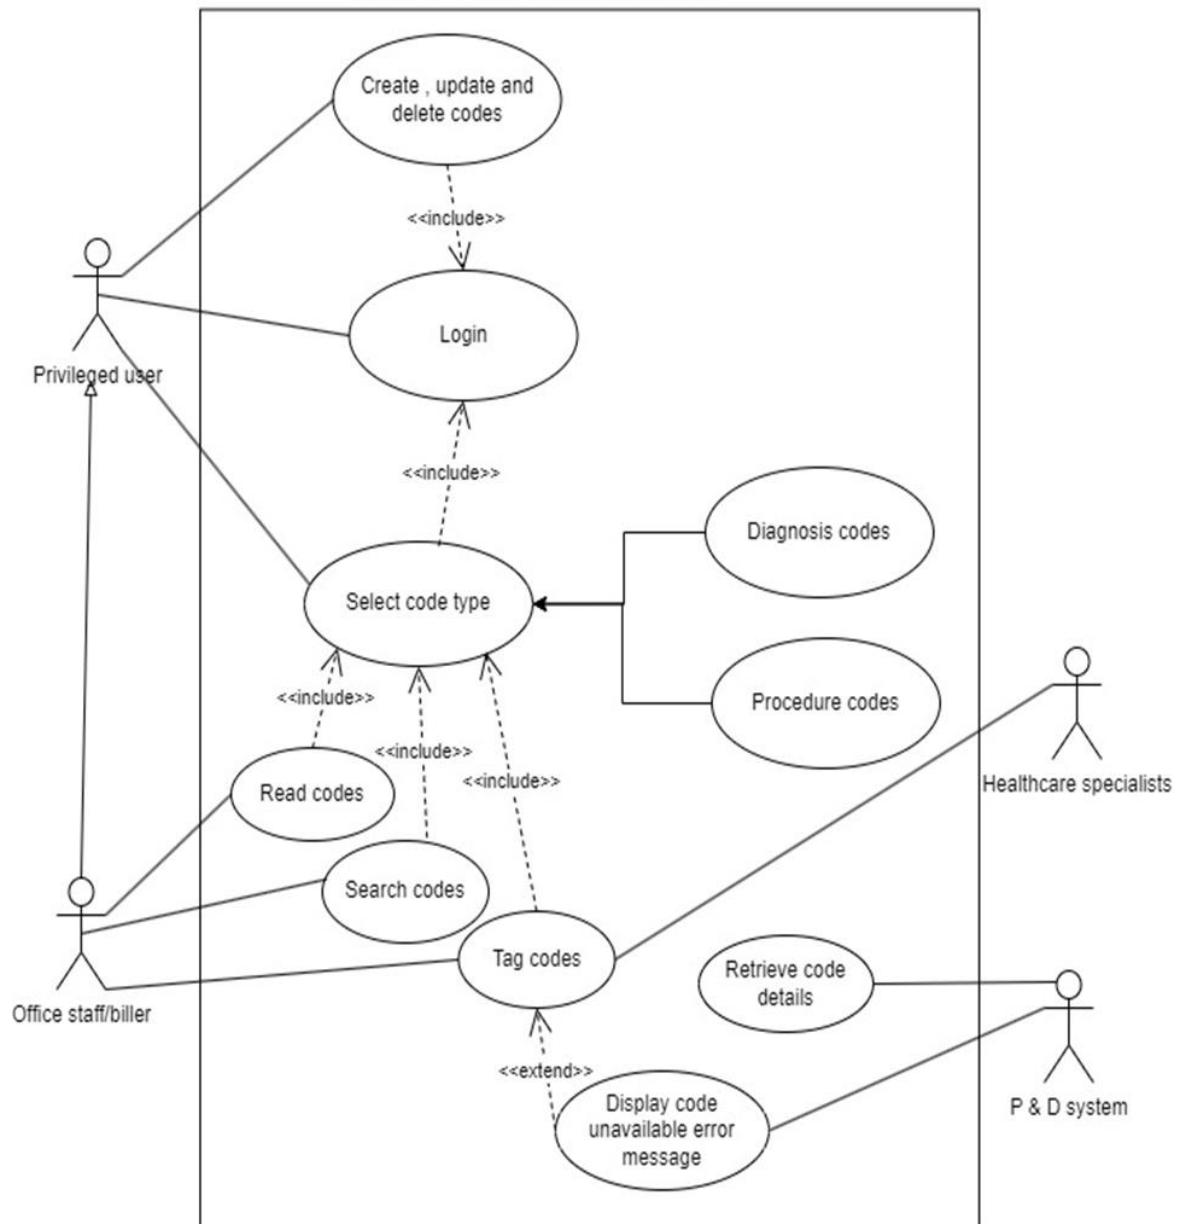 Create , update and
delete codes
<<include>>
Login
Privileged user
<<include>>
Diagnosis codes
Select code type
Procedure codes
<<include>>
<<include>>
<<include>>
Healthcare specialists
Read codes
Search codes
Tag codes
Retrieve code
details
Office staff/biller
<<extend>>
Display code
unavailable error
message
P & D system